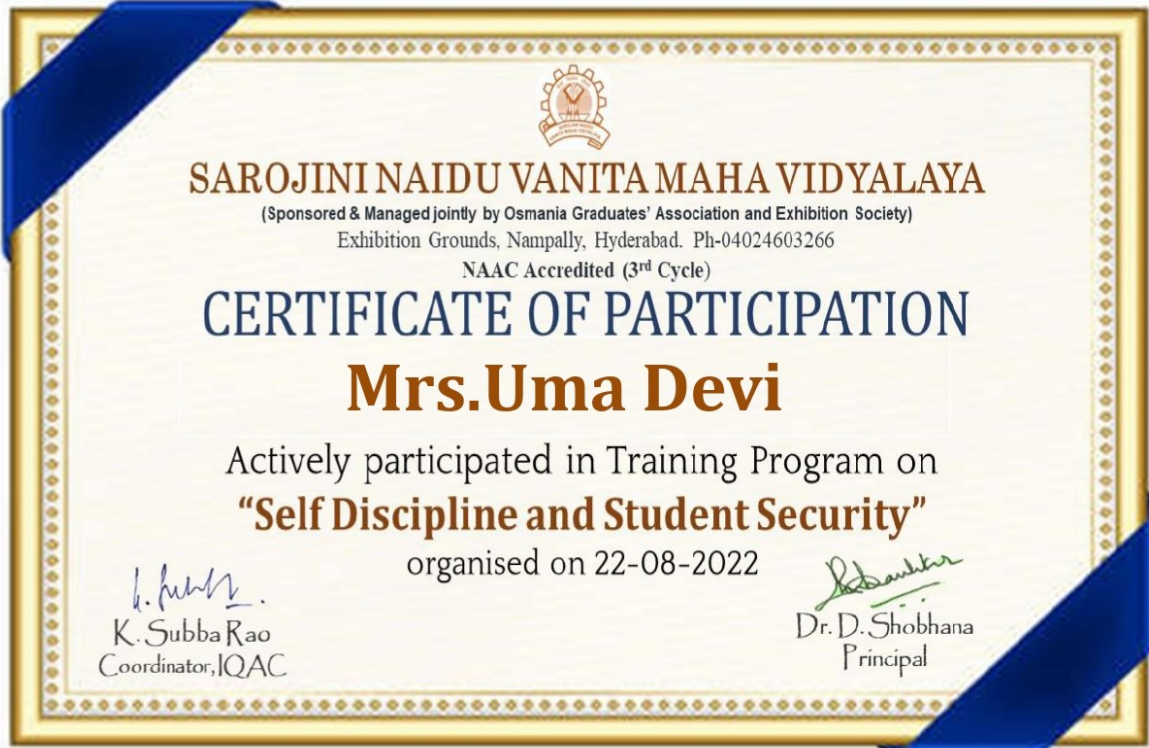 SAROJINI NAIDU VANITA MAHA VIDYALAYA
(Sponsored & Managed jointly by Osmania Graduates' Association and Exhibition Society)
Exhibition Grounds, Nampally, Hyderabad. Ph-04024603266
NAAC Accredited (3rd Cycle)
CERTIFICATE OF PARTICIPATION
Mrs.Uma Devi
Actively participated in Training Program on
“Self Discipline and Student Security”
organised on 22-08-2022
K. Subba Rao
Coordinator, IQAC
Dr. D. Shobhana
Principal